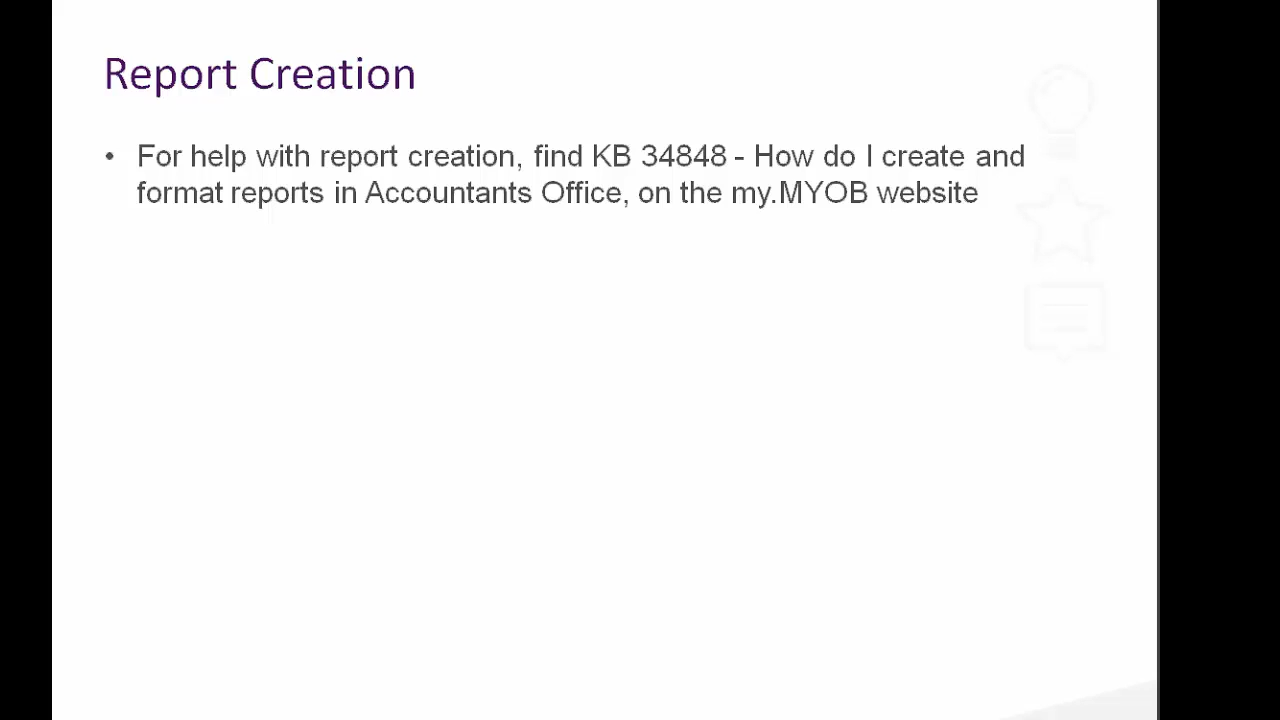 Report Creation
• For help with report creation, find KB 34848 - How do I create and
format reports in Accountants Office, on the my.MYOB website